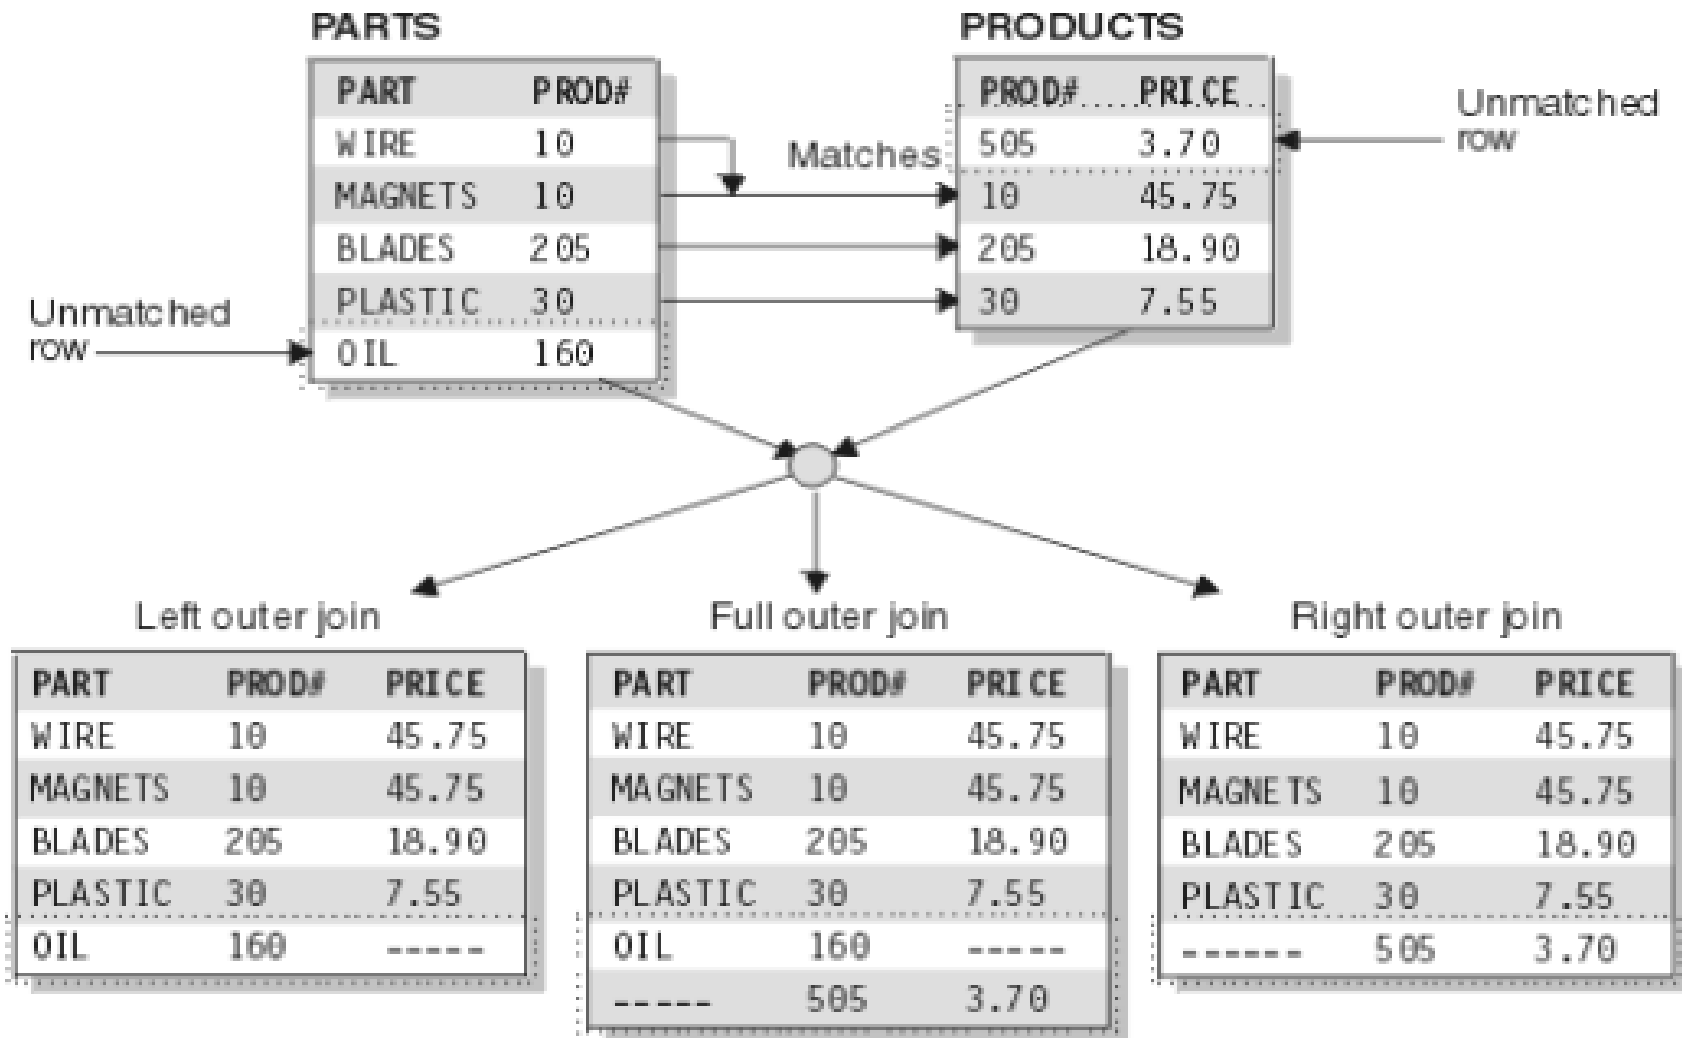 PARTS
PART PROD#
WIRE 10
MAGNETS 10
BLADES 205
PLASTIC 30
OIL 160
Unmatched
row
Matches
PRODUCTS
PROD# PRICE
505 3.70
10 45.75
205 18.90
30 7.55
Unmatched
row
Left outer join
PART PROD# PRICE
WIRE 10 45.75
MAGNETS 10 45.75
BLADES 205 18.90
PLASTIC 30 7.55
OIL 160 -----
Full outer join
PART PROD# PRICE
WIRE 10 45.75
MAGNETS 10 45.75
BLADES 205 18.90
PLASTIC 30 7.55
OIL 160 -----
----- 505 3.70
Right outer join
PART PROD# PRICE
WIRE 10 45.75
MAGNETS 10 45.75
BLADES 205 18.90
PLASTIC 30 7.55
------ 505 3.70